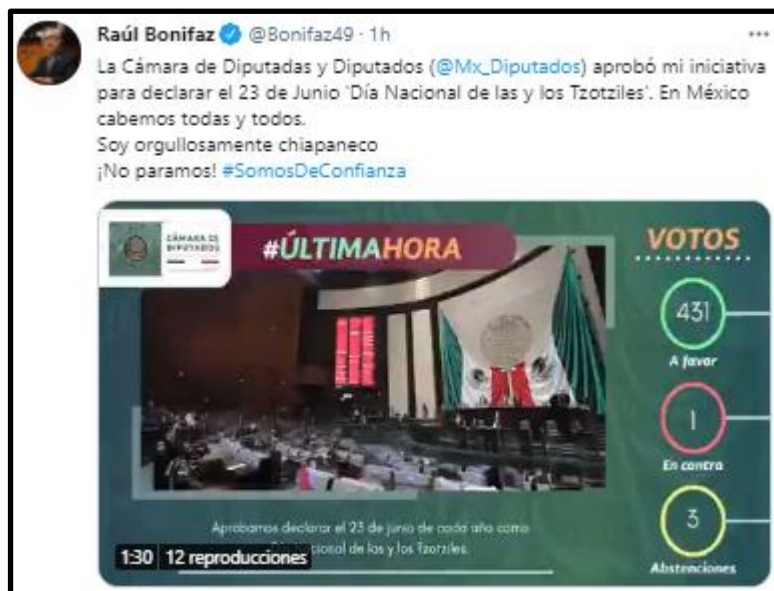 Raúl Bonifaz @Bonifaz49 · 1h
La Cámara de Diputadas y Diputados (@Mx_Diputados) aprobó mi iniciativa
para declarar el 23 de Junio 'Día Nacional de las y los Tzotziles'. En México
cabemos todas y todos.
Soy orgullosamente chiapaneco
¡No paramos! #SomosDeConfianza
CÁMARA DE
DIPUTADOS
#ÚLTIMAHORA
VOTOS
431
A favor
1
En contra
3
Abstenciones
Aprobamos declarar el 23 de junio de cada año como
cional de las y los Tzotziles.
1:30 12 reproducciones